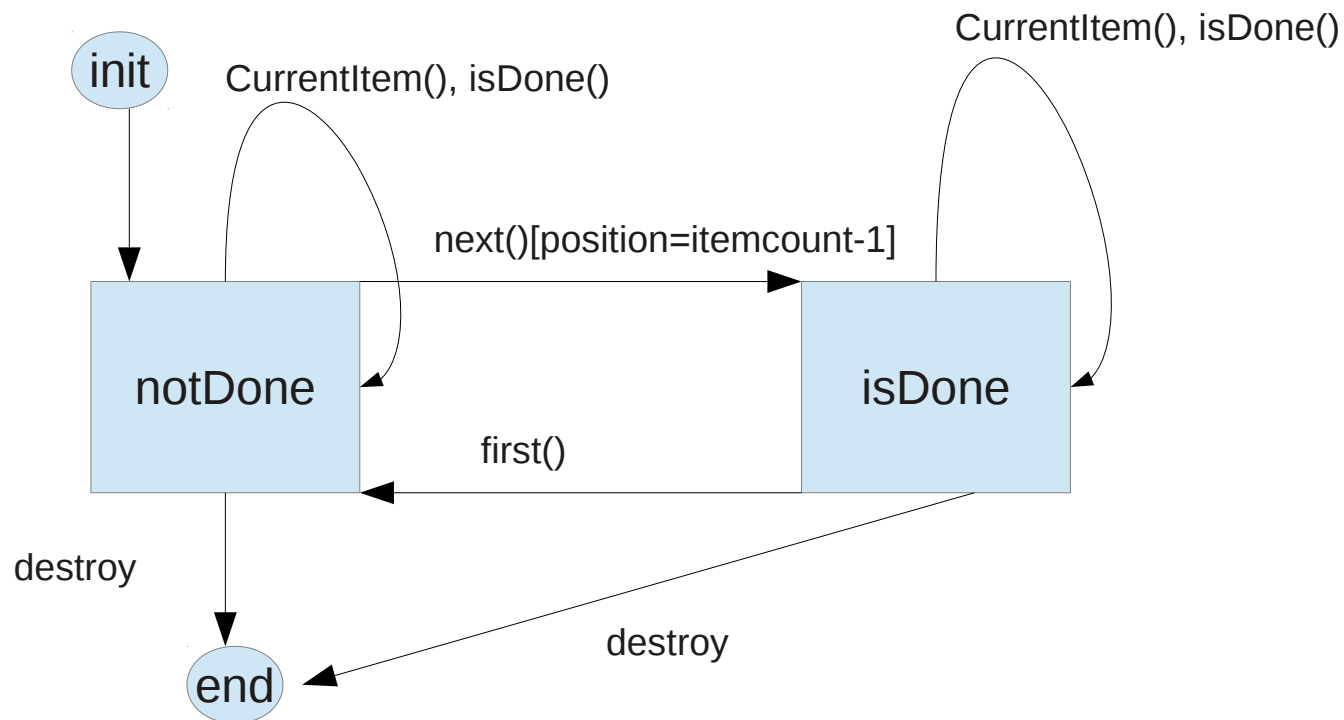 CurrentItem(), isDone()
init
CurrentItem(), isDone()
next()[position=itemcount-1]
notDone
isDone
first()
destroy
destroy
end